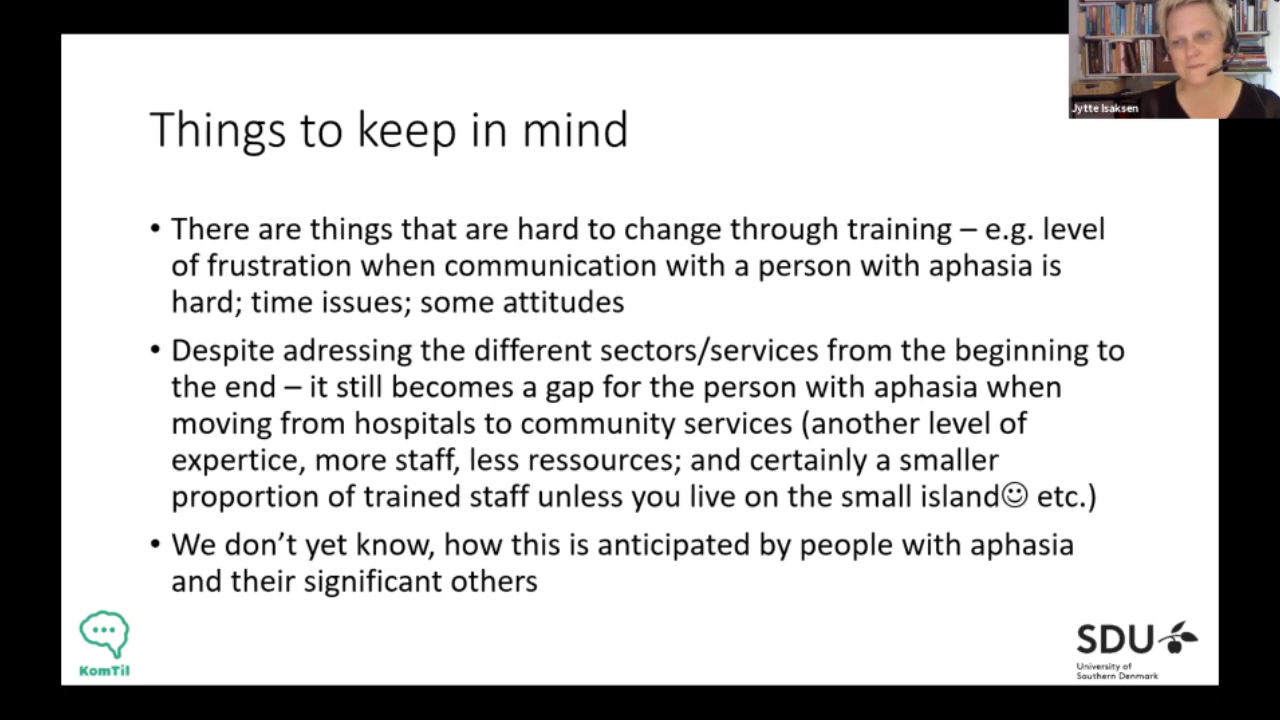 Jytte Isaksen
Things to keep in mind
• There are things that are hard to change through training – e.g. level
of frustration when communication with a person with aphasia is
hard; time issues; some attitudes
• Despite adressing the different sectors/services from the beginning to
the end – it still becomes a gap for the person with aphasia when
moving from hospitals to community services (another level of
expertice, more staff, less ressources; and certainly a smaller
proportion of trained staff unless you live on the small island☺ etc.)
• We don’t yet know, how this is anticipated by people with aphasia
and their significant others
KomTil
SDU
University of
Southern Denmark